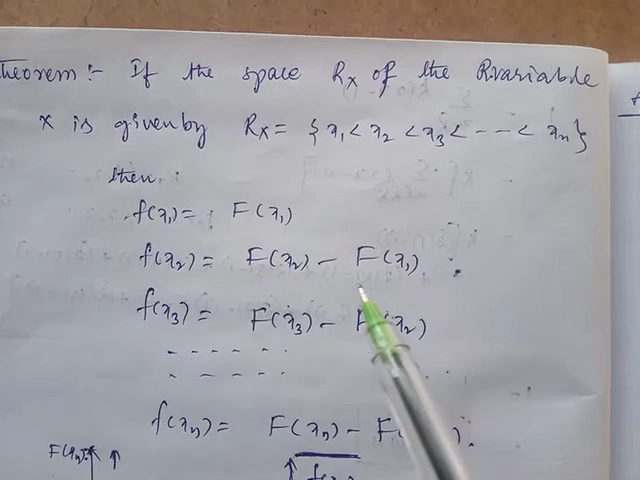 Theorem:- If the space Rx of the Rvariable
X is given by Rx = {x₁ < x₂ < x₃ < - - - < xn}
then
f(x₁) = F(x₁)
f(x₂) = F(x₂) - F(x₁)
f(x₃) = F(x₃) - F(x₂)
f(xn) = F(xn) - F(
F(xn)